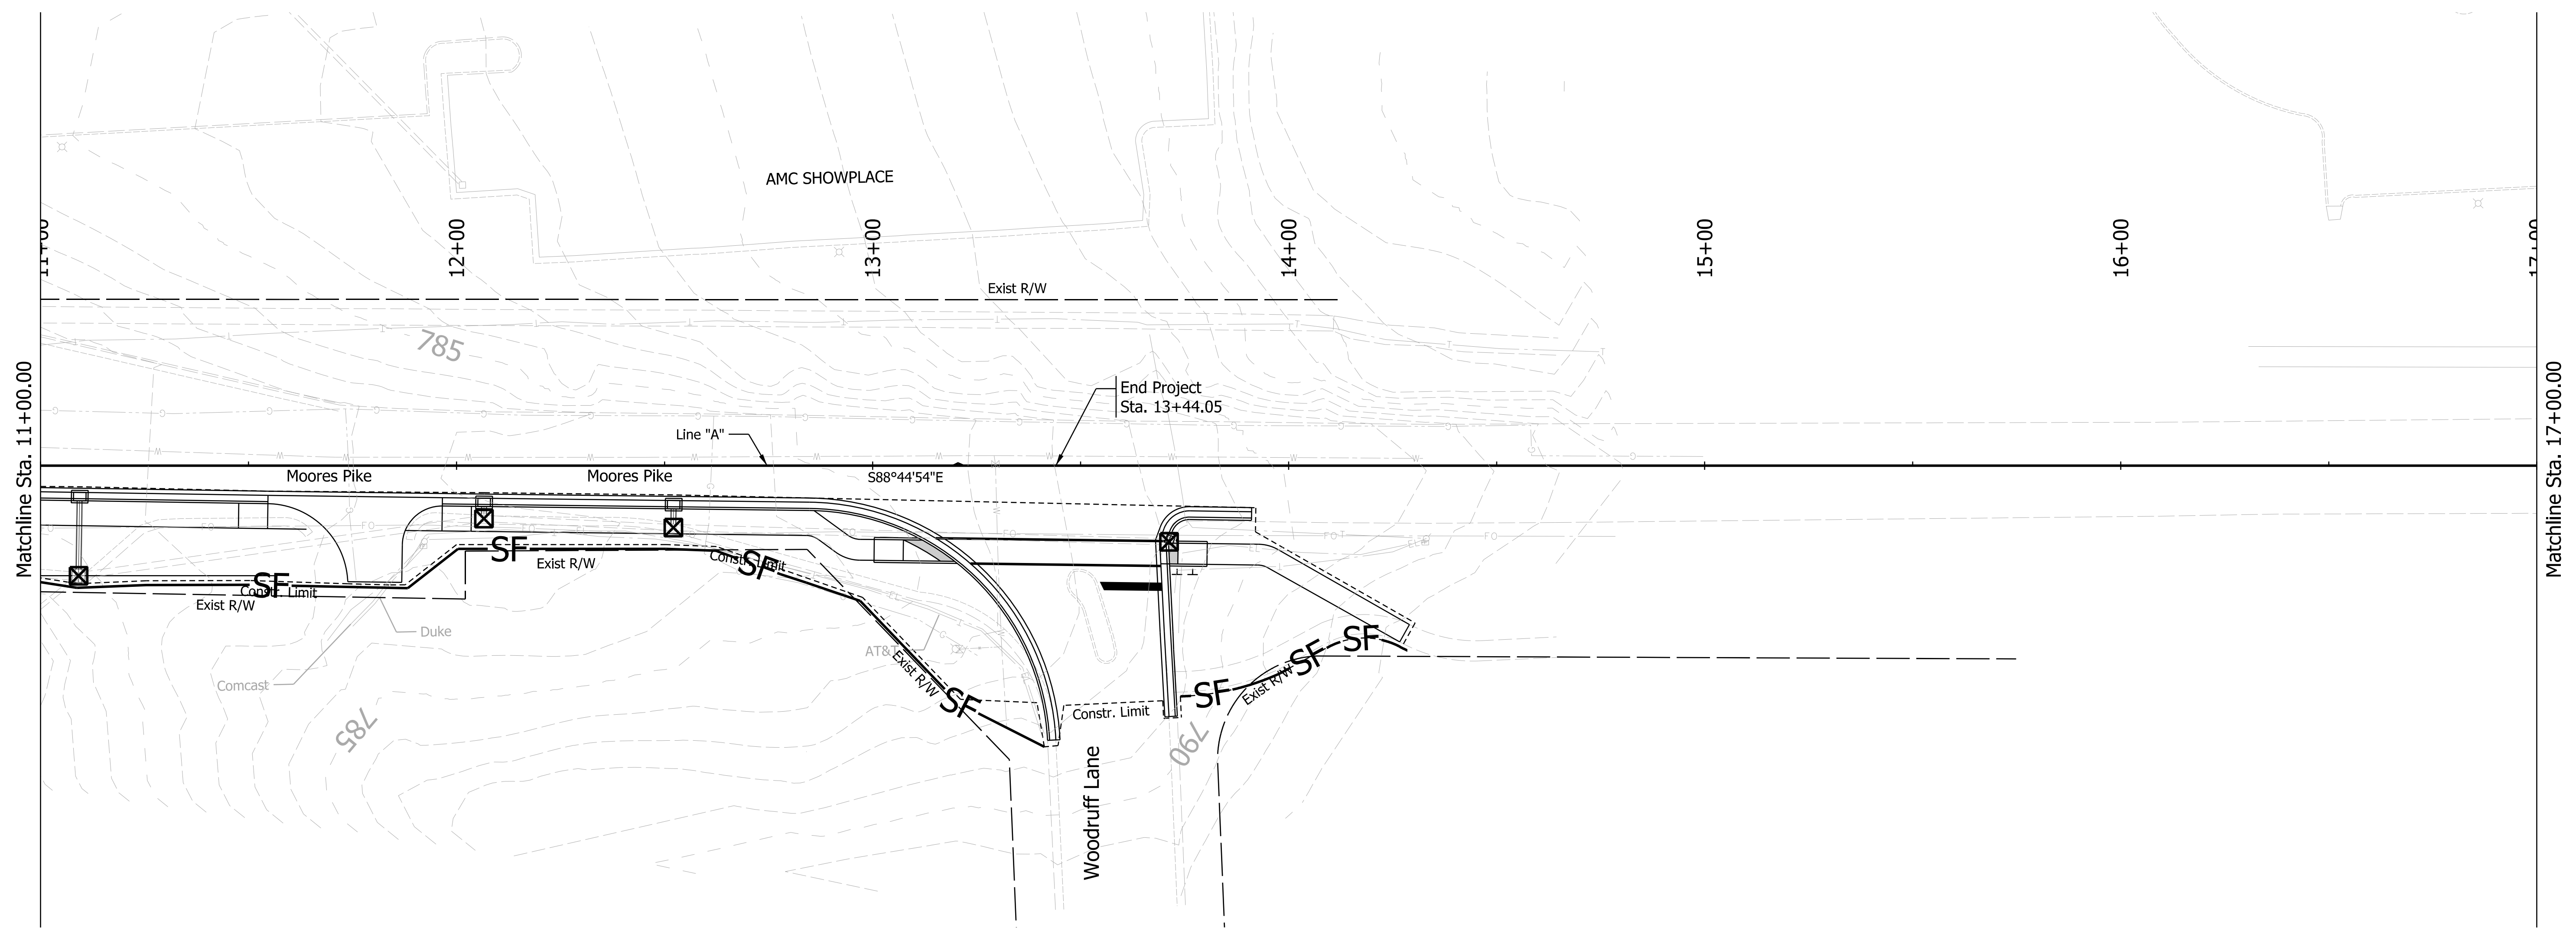 AMC SHOWPLACE
11+00
12+00
13+00
14+00
15+00
16+00
17+00
Exist R/W
785
End Project
Sta. 13+44.05
Line "A"
Matchline Sta. 11+00.00
Matchline Sta. 17+00.00
Moores Pike
Moores Pike
S88°44'54"E
SF
Exist R/W
Constr. Limit
SF
SF
Constr. Limit
Exist R/W
Duke
AT&T
Comcast
Exist R/W
SF
SF
SF
SF
Exist R/W
Constr. Limit
785
790
Woodruff Lane